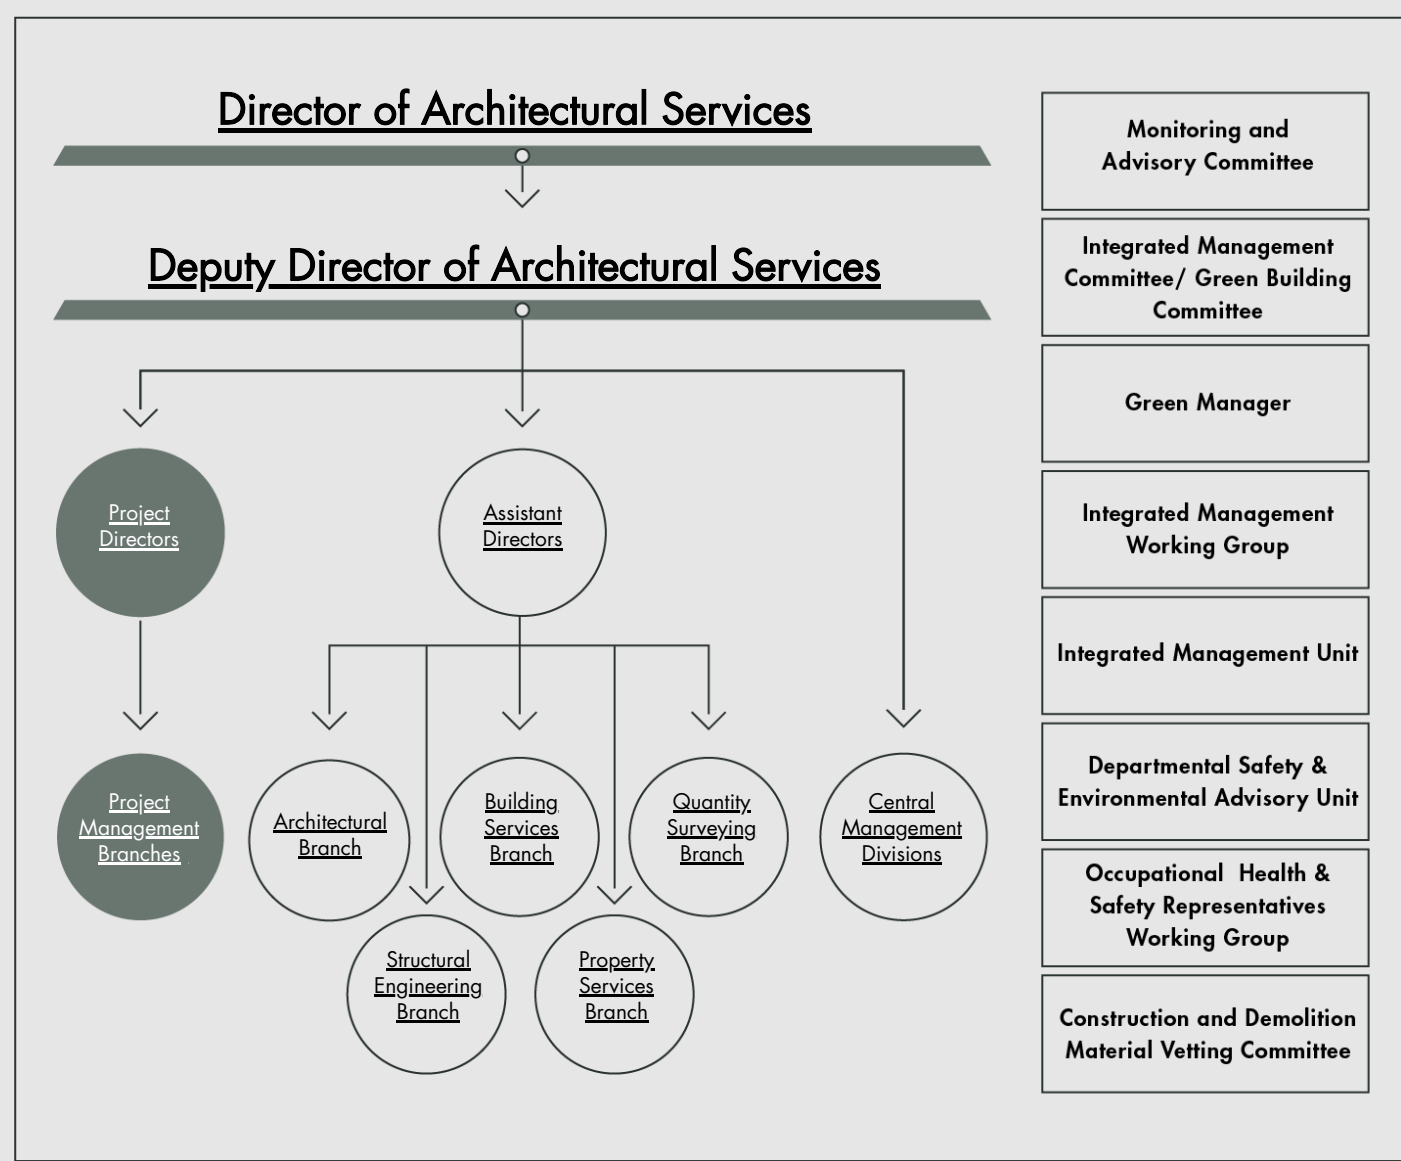 Director of Architectural Services
Deputy Director of Architectural Services
Project
Directors
Assistant
Directors
Project
Management
Branches
Architectural
Branch
Building
Services
Branch
Quantity
Surveying
Branch
Central
Management
Divisions
Structural
Engineering
Branch
Property
Services
Branch
Monitoring and
Advisory Committee
Integrated Management
Committee/ Green Building
Committee
Green Manager
Integrated Management
Working Group
Integrated Management Unit
Departmental Safety &
Environmental Advisory Unit
Occupational  Health &
Safety Representatives
Working Group
Construction and Demolition
Material Vetting Committee